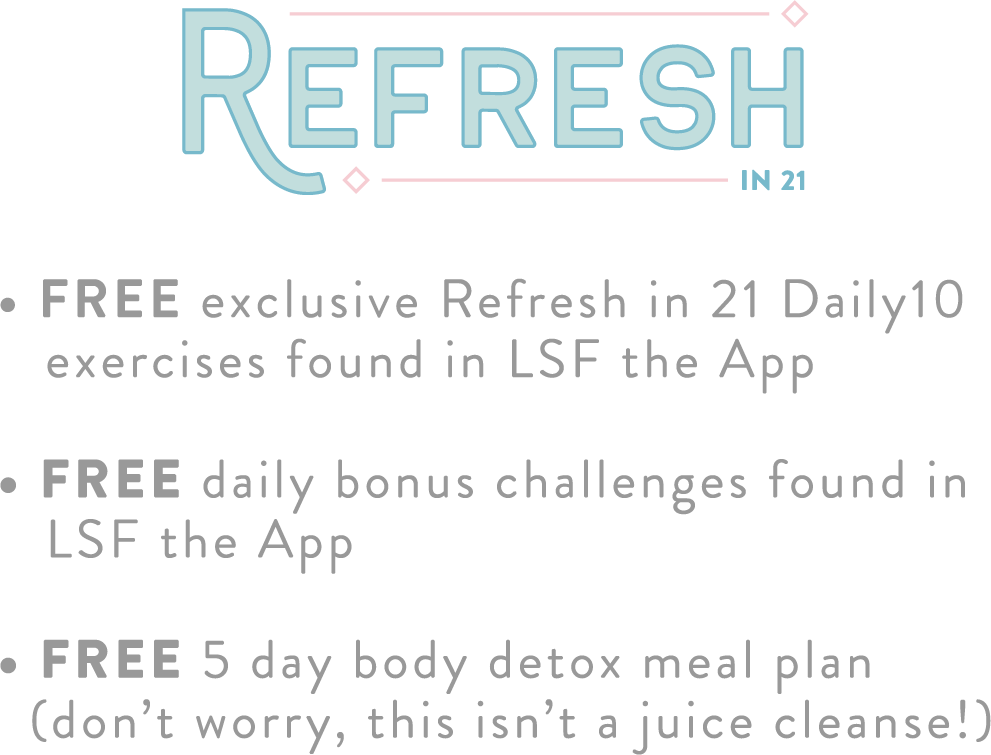 REFRESH
IN 21
• FREE exclusive Refresh in 21 Daily10
exercises found in LSF the App
• FREE daily bonus challenges found in
LSF the App
• FREE 5 day body detox meal plan
(don’t worry, this isn’t a juice cleanse!)